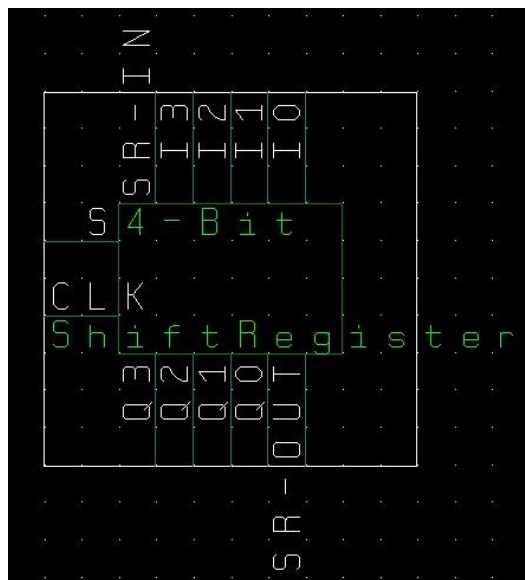 SR-IN
I3
I2
I1
I0
S
4-Bit
CLK
ShiftRegister
Q3
Q2
Q1
Q0
SR-OUT